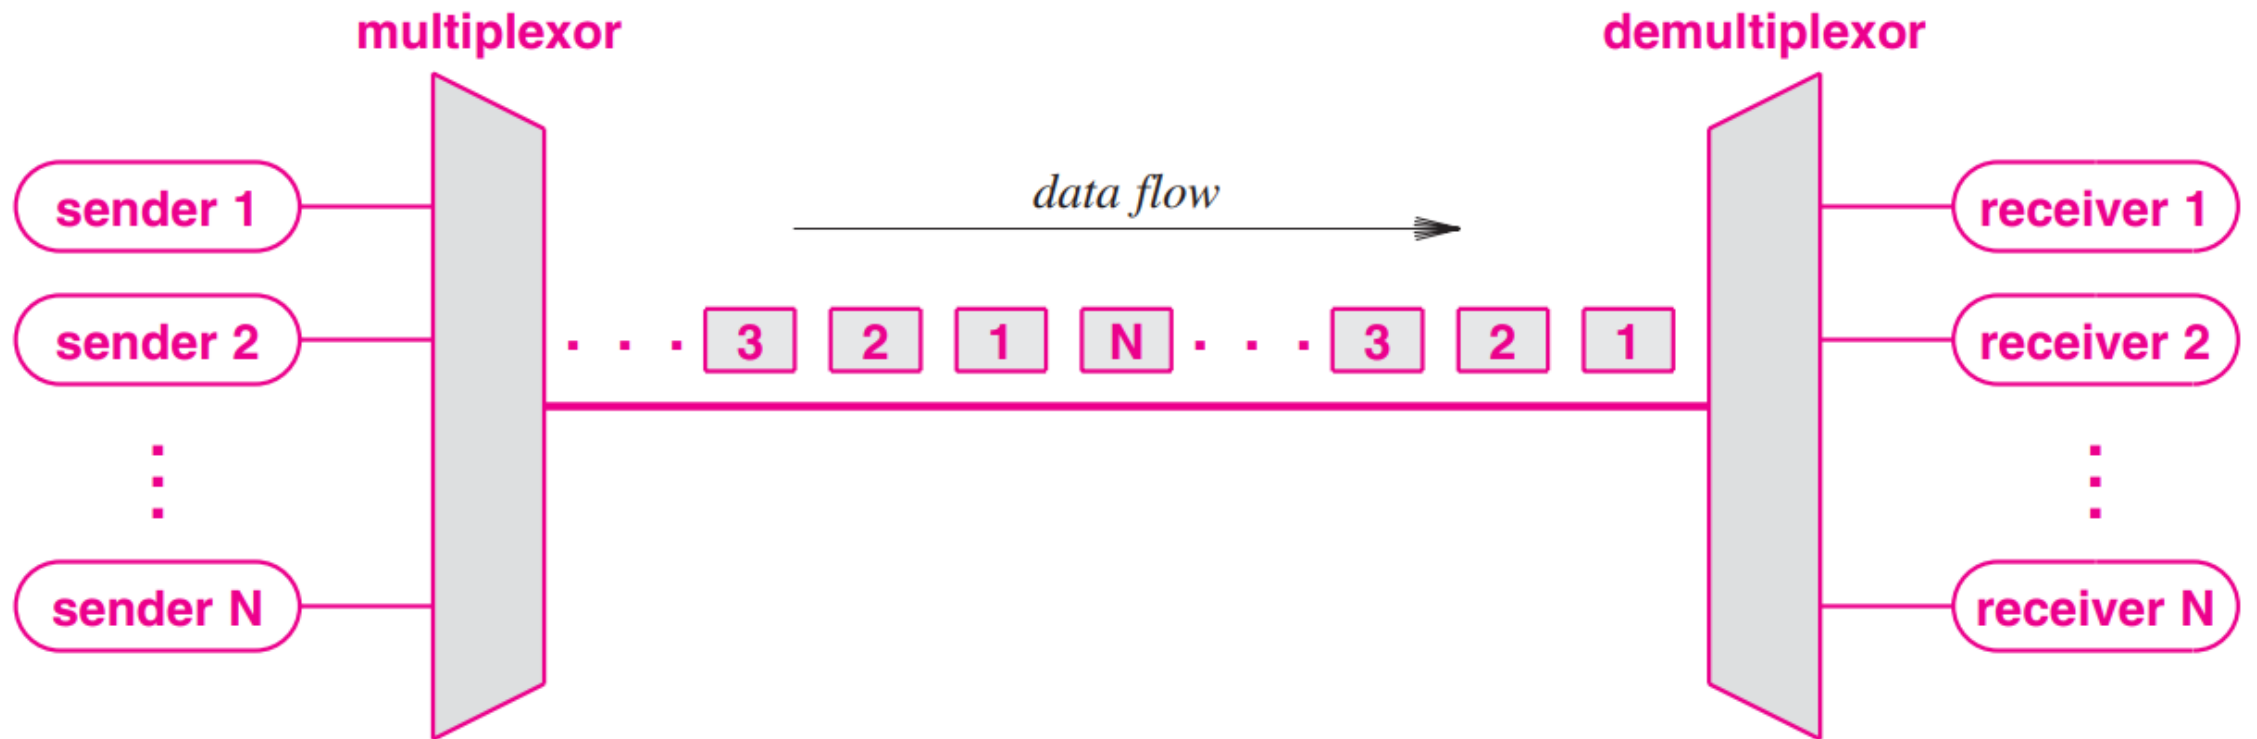 multiplexor
demultiplexor
data flow
sender 1
receiver 1
sender 2
. . . 3 2 1 N . . . 3 2 1
receiver 2
sender N
receiver N